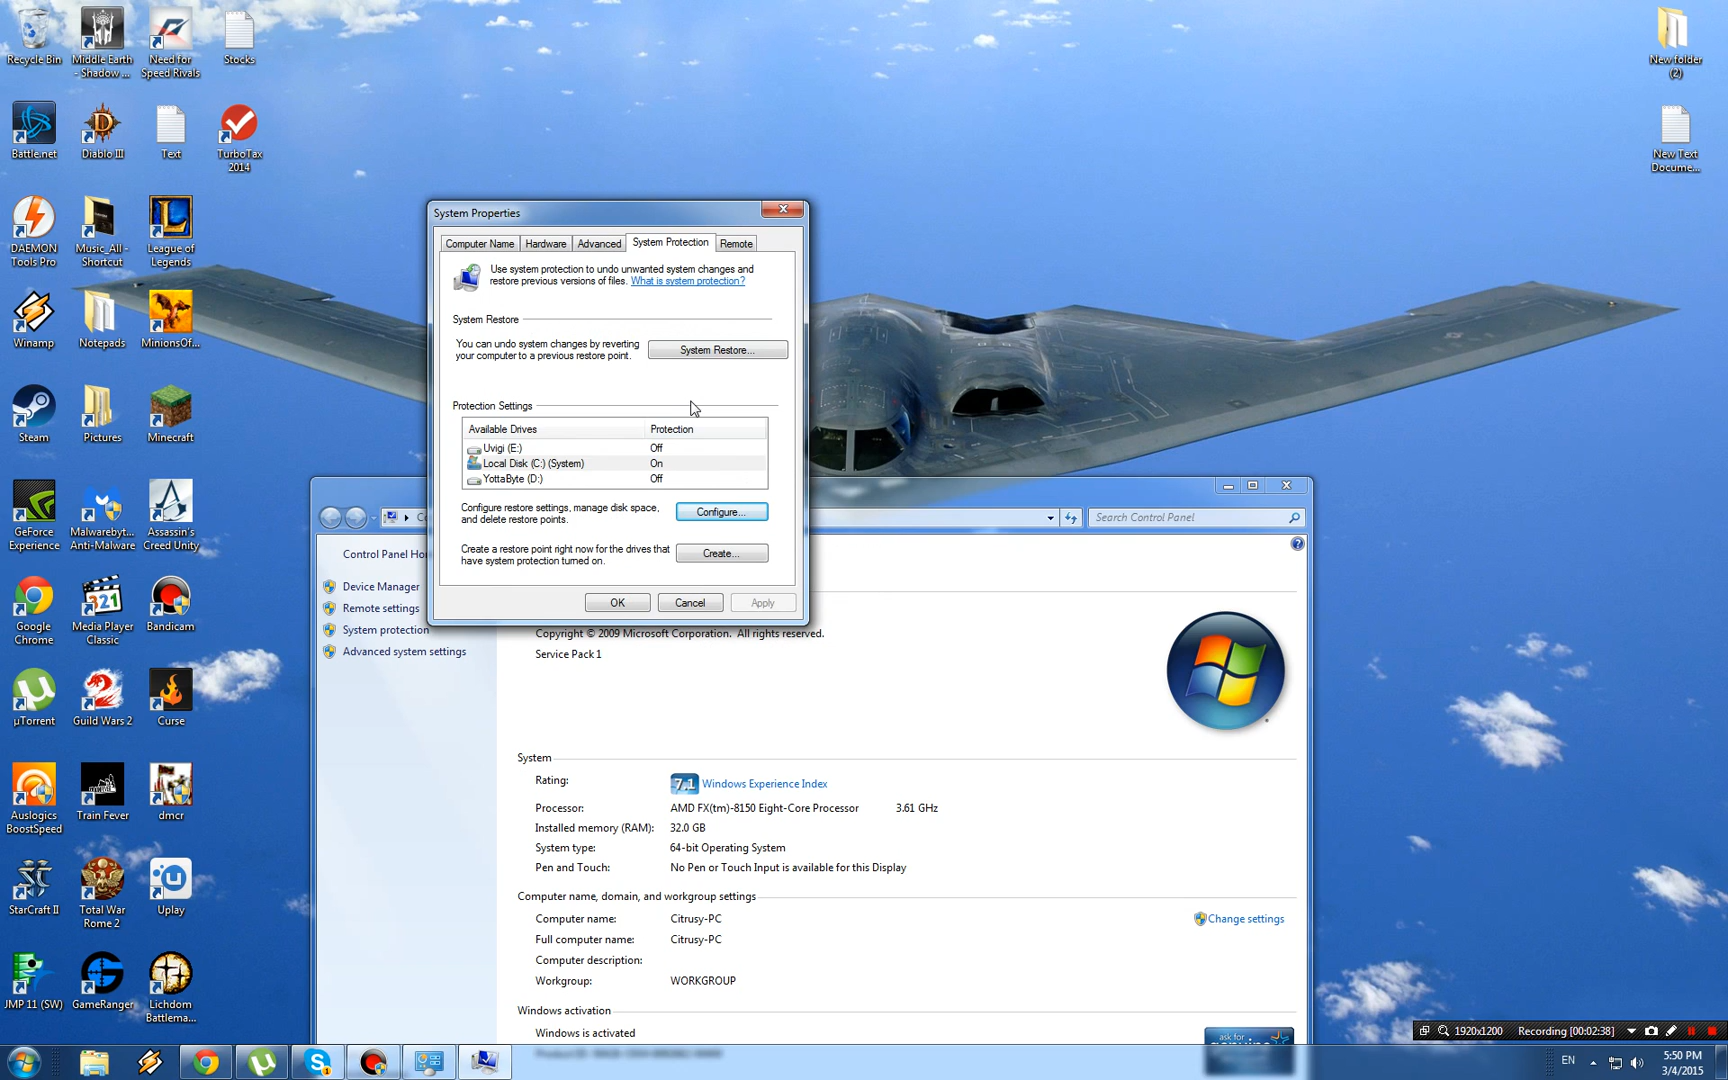 Recycle Bin
Middle Earth
- Shadow ...
Need for
Speed Rivals
Stocks
New folder
(2)
Battle.net
Diablo III
Text
TurboTax
2014
New Text
Docume...
DAEMON
Tools Pro
Music_All -
Shortcut
League of
Legends
Winamp
Notepads
MinionsOf...
Steam
Pictures
Minecraft
GeForce
Experience
Malwarebyt...
Anti-Malware
Assassin's
Creed Unity
Google
Chrome
Media Player
Classic
Bandicam
µTorrent
Guild Wars 2
Curse
Auslogics
BoostSpeed
Train Fever
dmcr
StarCraft II
Total War
Rome 2
Uplay
JMP 11 (SW)
GameRanger
Lichdom
Battlema...
System Properties
Computer Name
Hardware
Advanced
System Protection
Remote
Use system protection to undo unwanted system changes and
restore previous versions of files. What is system protection?
System Restore
You can undo system changes by reverting
your computer to a previous restore point.
System Restore...
Protection Settings
Available Drives
Protection
Uvigi (E:)
Off
Local Disk (C:) (System)
On
YottaByte (D:)
Off
Configure restore settings, manage disk space,
and delete restore points.
Configure...
Create a restore point right now for the drives that
have system protection turned on.
Create...
OK
Cancel
Apply
Search Control Panel
Control Panel Ho
Device Manager
Remote settings
System protection
Advanced system settings
Copyright © 2009 Microsoft Corporation. All rights reserved.
Service Pack 1
System
Rating:
7.1 Windows Experience Index
Processor:
AMD FX(tm)-8150 Eight-Core Processor 3.61 GHz
Installed memory (RAM):
32.0 GB
System type:
64-bit Operating System
Pen and Touch:
No Pen or Touch Input is available for this Display
Computer name, domain, and workgroup settings
Computer name:
Citrusy-PC
Change settings
Full computer name:
Citrusy-PC
Computer description:
Workgroup:
WORKGROUP
Windows activation
Windows is activated
ask for
1920x1200
Recording [00:02:38]
EN
5:50 PM
3/4/2015